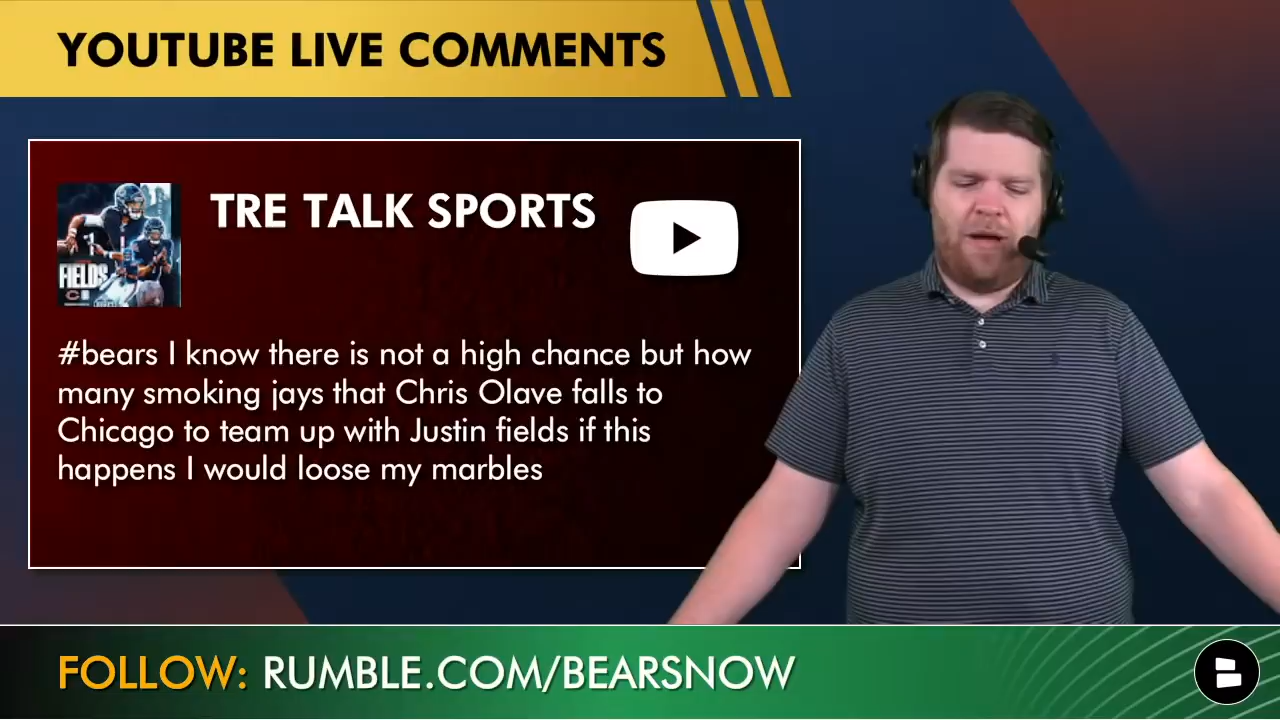 YOUTUBE LIVE COMMENTS
TRE TALK SPORTS
FIELDS
#bears I know there is not a high chance but how
many smoking jays that Chris Olave falls to
Chicago to team up with Justin fields if this
happens I would loose my marbles
FOLLOW: RUMBLE.COM/BEARSNOW